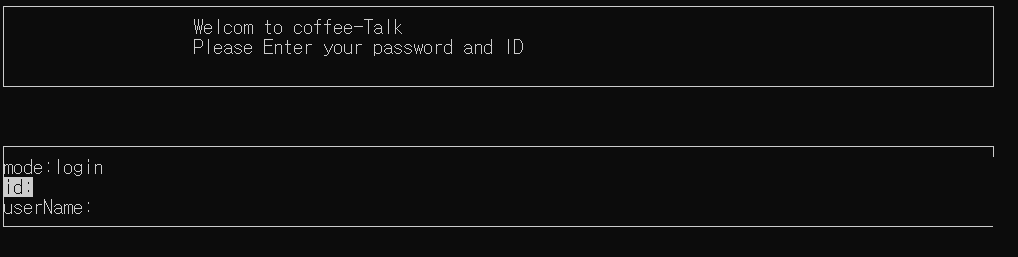 Welcom to coffee-Talk
Please Enter your password and ID
mode:login
id:
userName: